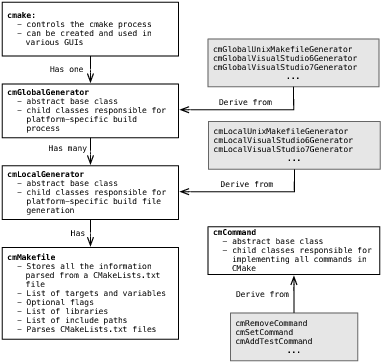 cmake:
– controls the cmake process
– can be created and used in
various GUIs
Has one
cmGlobalUnixMakefileGenerator
cmGlobalVisualStudio6Generator
cmGlobalVisualStudio7Generator
...
cmGlobalGenerator
– abstract base class
– child classes responsible for
platform–specific build
process
Derive from
Has many
cmLocalUnixMakefileGenerator
cmLocalVisualStudio6Generator
cmLocalVisualStudio7Generator
...
cmLocalGenerator
– abstract base class
– child classes responsible for
platform–specific build file
generation
Derive from
Has
cmCommand
– abstract base class
– child classes responsible for
implementing all commands in
CMake
cmMakefile
– Stores all the information
parsed from a CMakeLists.txt
file
– List of targets and variables
– Optional flags
– List of libraries
– List of include paths
– Parses CMakeLists.txt files
Derive from
cmRemoveCommand
cmSetCommand
cmAddTestCommand
...